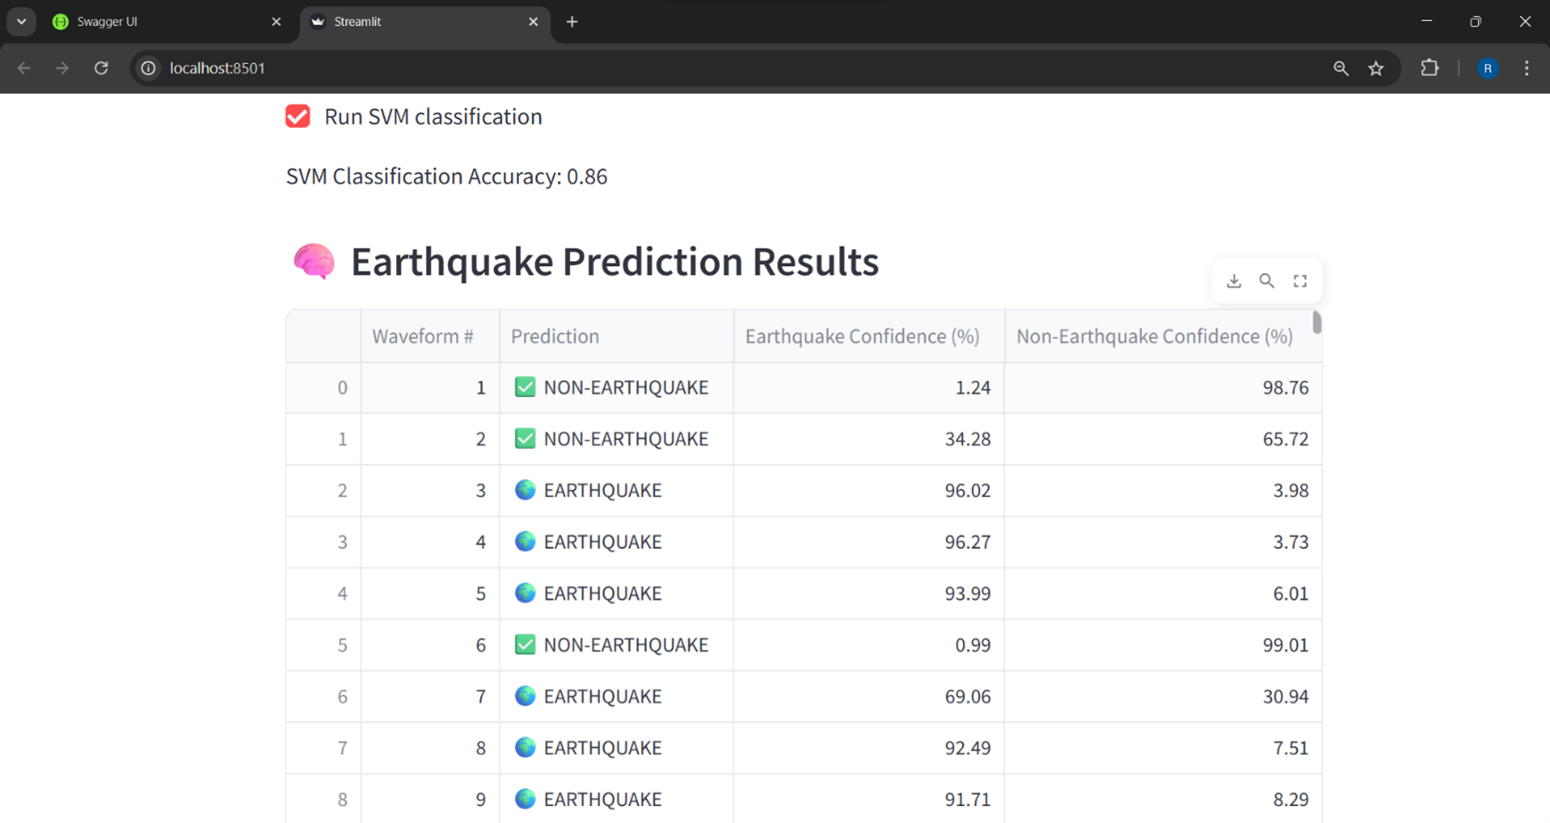 Swagger UI
Streamlit
localhost:8501
R
Run SVM classification
SVM Classification Accuracy: 0.86
Earthquake Prediction Results
Waveform # Prediction Earthquake Confidence (%) Non-Earthquake Confidence (%)
0 1 NON-EARTHQUAKE 1.24 98.76
1 2 NON-EARTHQUAKE 34.28 65.72
2 3 EARTHQUAKE 96.02 3.98
3 4 EARTHQUAKE 96.27 3.73
4 5 EARTHQUAKE 93.99 6.01
5 6 NON-EARTHQUAKE 0.99 99.01
6 7 EARTHQUAKE 69.06 30.94
7 8 EARTHQUAKE 92.49 7.51
8 9 EARTHQUAKE 91.71 8.29